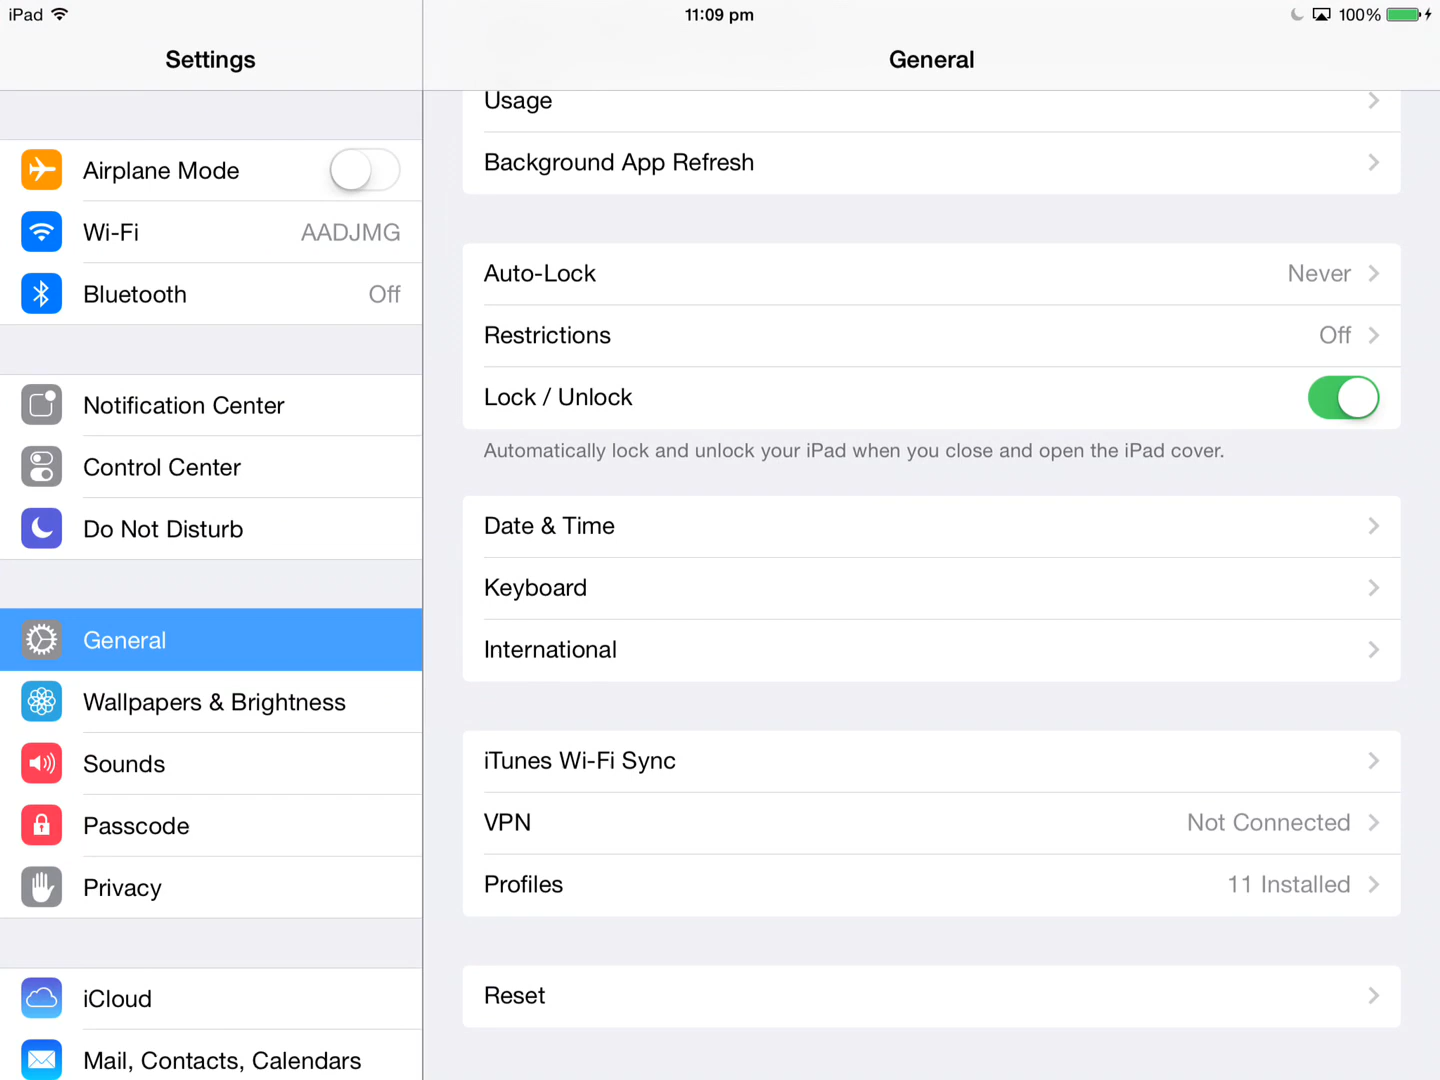 iPad
11:09 pm
100%
Settings
General
Airplane Mode
Wi-Fi AADJMG
Bluetooth Off
Notification Center
Control Center
Do Not Disturb
General
Wallpapers & Brightness
Sounds
Passcode
Privacy
iCloud
Mail, Contacts, Calendars
Usage
Background App Refresh
Auto-Lock Never
Restrictions Off
Lock / Unlock
Automatically lock and unlock your iPad when you close and open the iPad cover.
Date & Time
Keyboard
International
iTunes Wi-Fi Sync
VPN Not Connected
Profiles 11 Installed
Reset